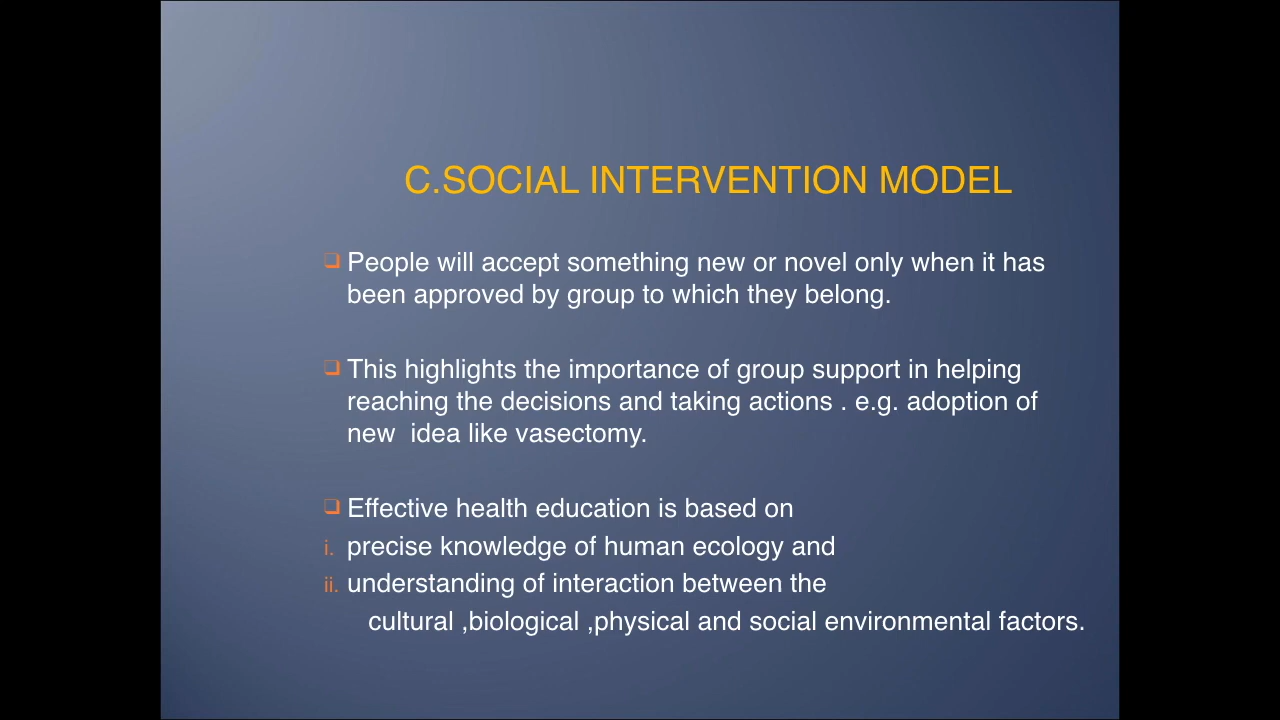 C.SOCIAL INTERVENTION MODEL
❑ People will accept something new or novel only when it has
been approved by group to which they belong.
❑ This highlights the importance of group support in helping
reaching the decisions and taking actions . e.g. adoption of
new  idea like vasectomy.
❑ Effective health education is based on
i. precise knowledge of human ecology and
ii. understanding of interaction between the
cultural ,biological ,physical and social environmental factors.